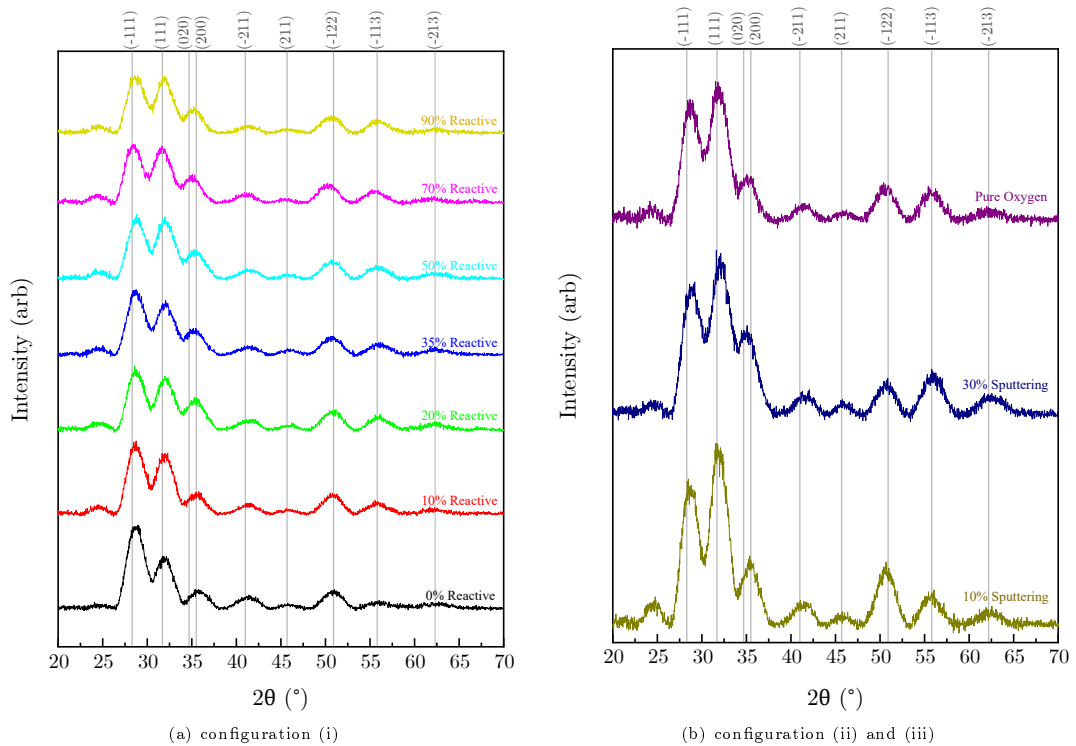 (-111) (111) (020) (200) (-211) (211) (-122) (-113) (-213)
90% Reactive
70% Reactive
50% Reactive
35% Reactive
20% Reactive
10% Reactive
0% Reactive
Intensity (arb)
20 25 30 35 40 45 50 55 60 65 70
2θ (°)
(a) configuration (i)
(-111) (111) (020) (200) (-211) (211) (-122) (-113) (-213)
Pure Oxygen
30% Sputtering
10% Sputtering
Intensity (arb)
20 25 30 35 40 45 50 55 60 65 70
2θ (°)
(b) configuration (ii) and (iii)